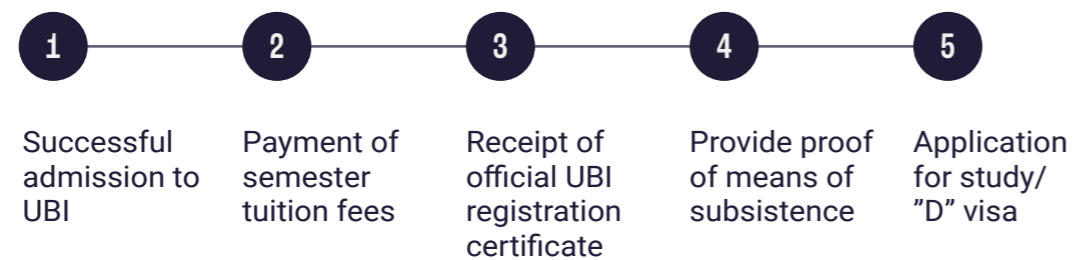 1
2
3
4
5
Successful
admission to
UBI
Payment of
semester
tuition fees
Receipt of
official UBI
registration
certificate
Provide proof
of means of
subsistence
Application
for study/
”D” visa